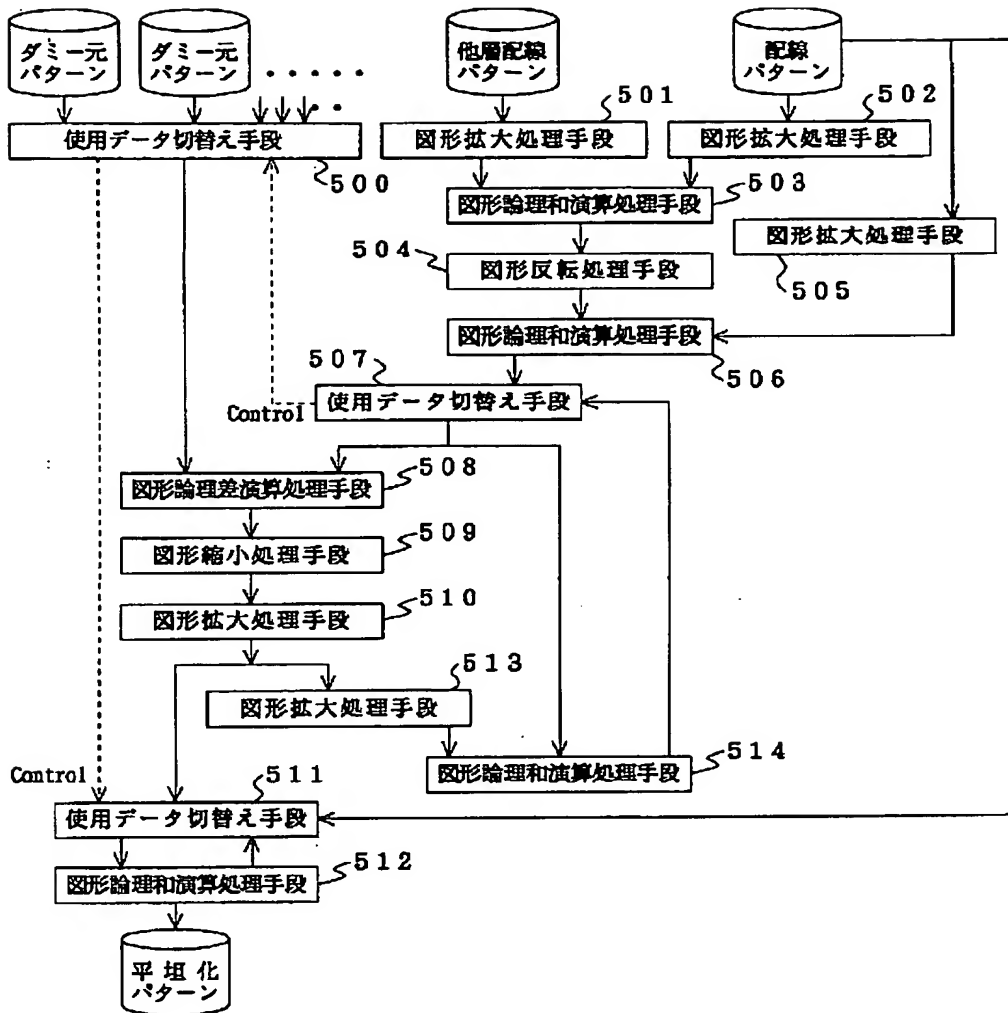 ダミー元
パターン
ダミー元
パターン
他層配線
パターン
配線
パターン
501
502
使用データ切替え手段
図形拡大処理手段
図形拡大処理手段
500
図形論理和演算処理手段
503
図形拡大処理手段
504
図形反転処理手段
505
図形論理和演算処理手段
506
507
使用データ切替え手段
Control
508
図形論理差演算処理手段
509
図形縮小処理手段
510
図形拡大処理手段
513
図形拡大処理手段
514
図形論理和演算処理手段
Control
511
使用データ切替え手段
512
図形論理和演算処理手段
平坦化
パターン